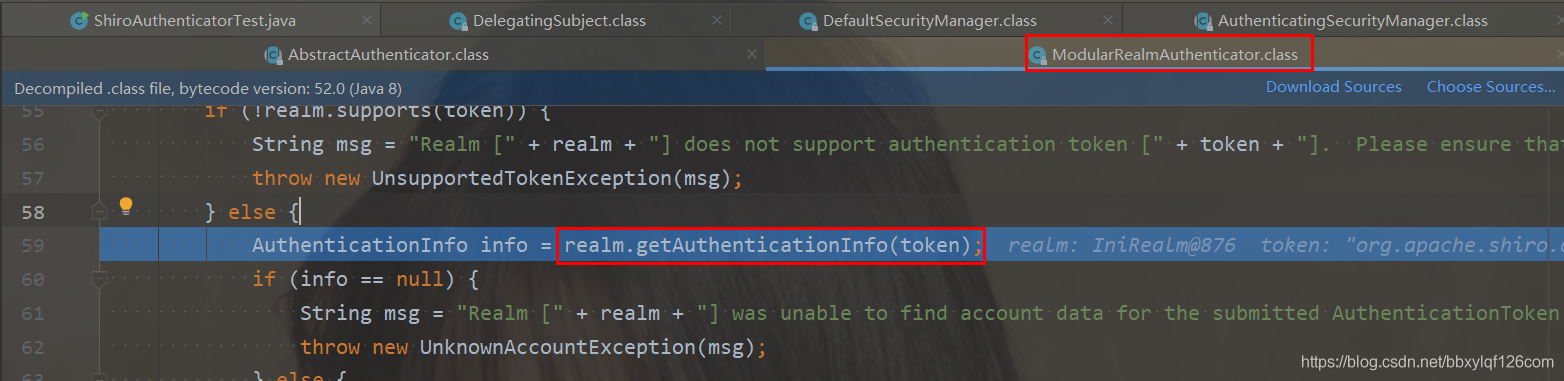 ShiroAuthenticatorTest.java DelegatingSubject.class DefaultSecurityManager.class AuthenticatingSecurityManager.class
AbstractAuthenticator.class ModularRealmAuthenticator.class
Decompiled .class file, bytecode version: 52.0 (Java 8) Download Sources Choose Sources...
55 if (!realm.supports(token)) {
56 String msg = "Realm [" + realm + "] does not support authentication token [" + token + "].  Please ensure that
57 throw new UnsupportedTokenException(msg);
58 } else {
59 AuthenticationInfo info = realm.getAuthenticationInfo(token); realm: IniRealm@876 token: "org.apache.shiro.
60 if (info == null) {
61 String msg = "Realm [" + realm + "] was unable to find account data for the submitted AuthenticationToken
62 throw new UnknownAccountException(msg);
63 } else {
https://blog.csdn.net/bbxylqf126com